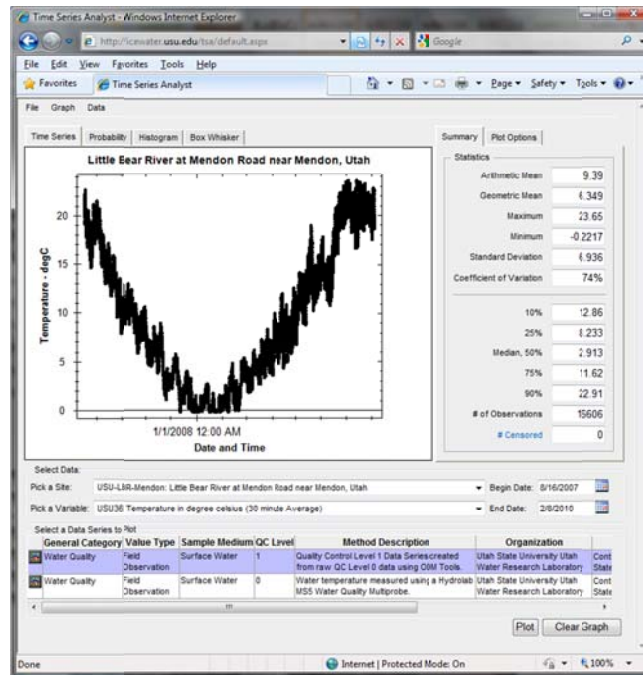 Time Series Analyst - Windows Internet Explorer
http://icewater.usu.edu/tsa/default.aspx
Google
File Edit View Favorites Tools Help
Favorites Time Series Analyst Page Safety Tools
File Graph Data
Time Series Probability Histogram Box Whisker
Little Bear River at Mendon Road near Mendon, Utah
Temperature - degC
20
15
10
5
0
1/1/2008 12:00 AM
Date and Time
Summary Plot Options
Statistics
Arithmetic Mean 9.39
Geometric Mean
Maximum 23.65
Minimum -0.2217
Standard Deviation
Coefficient of Variation 74%
10%
25%
Median, 50%
75%
90%
# of Observations 15606
# Censored 0
Select Data:
Pick a Site: USU-LBR-Mendon: Little Bear River at Mendon Road near Mendon, Utah Begin Date: 8/16/2007
Pick a Variable: USU36 Temperature in degree celsius (30 minute Average) End Date: 2/8/2010
Select a Data Series to Plot
General Category Value Type Sample Medium QC Level Method Description Organization
Water Quality Field Observation Surface Water 1 Quality Control Level 1 Data Series created from raw QC Level 0 data using ODM Tools. Utah State University Utah Water Research Laboratory Cont State
Water Quality Field Observation Surface Water 0 Water temperature measured using a Hydrolab MS5 Water Quality Multiprobe. Utah State University Utah Water Research Laboratory Cont State
Plot Clear Graph
Done Internet | Protected Mode: On 100%